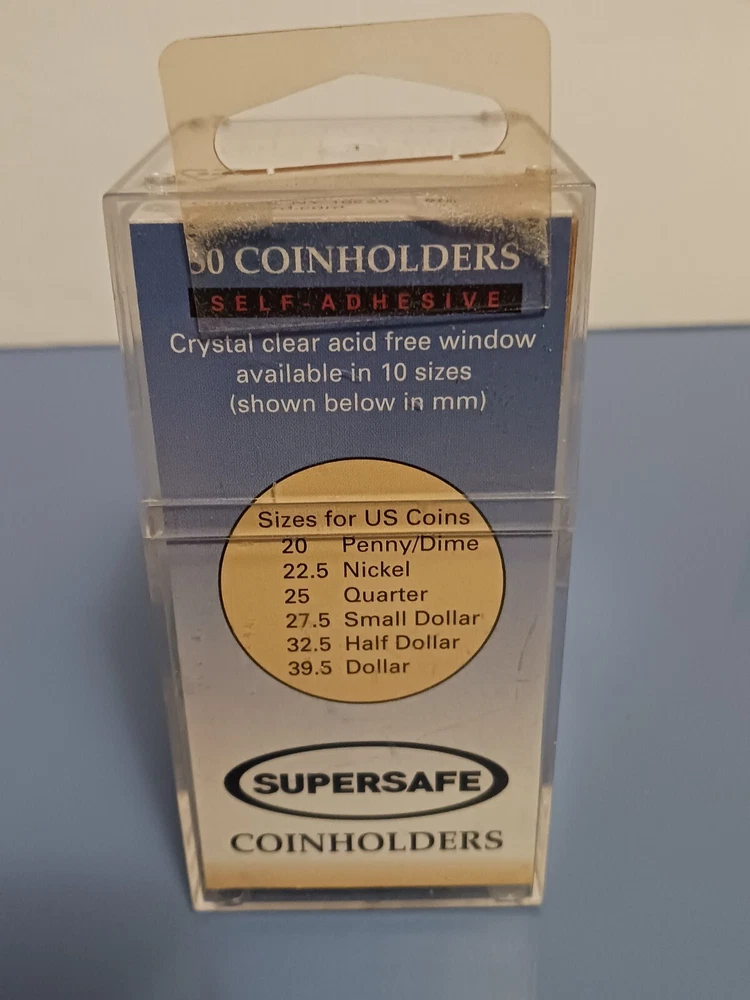 50 COINHOLDERS
SELF-ADHESIVE
Crystal clear acid free window
available in 10 sizes
(shown below in mm)
Sizes for US Coins
20 Penny/Dime
22.5 Nickel
25 Quarter
27.5 Small Dollar
32.5 Half Dollar
39.5 Dollar
SUPERSAFE
COINHOLDERS